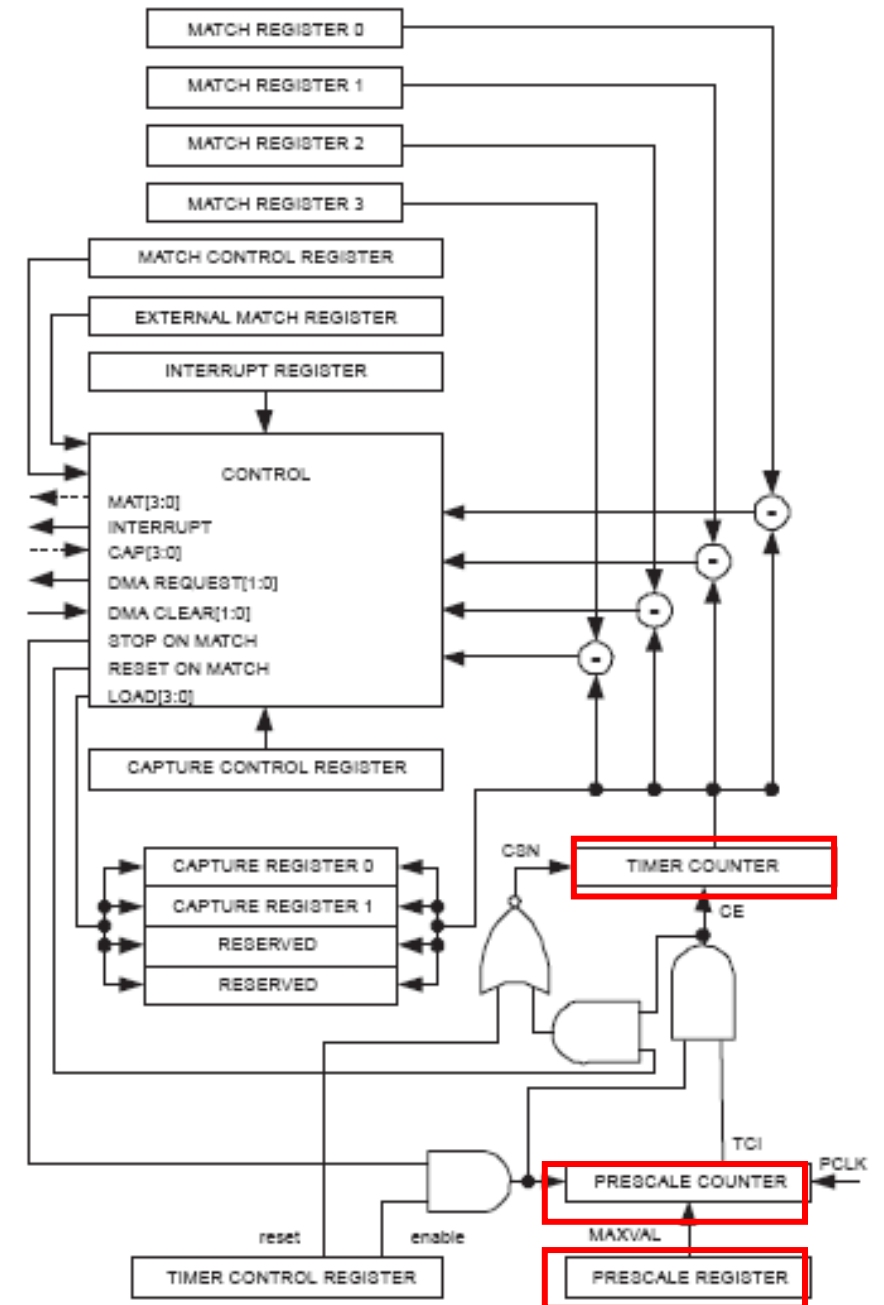 MATCH REGISTER 0
MATCH REGISTER 1
MATCH REGISTER 2
MATCH REGISTER 3
MATCH CONTROL REGISTER
EXTERNAL MATCH REGISTER
INTERRUPT REGISTER
CONTROL
MAT[3:0]
INTERRUPT
CAP[3:0]
DMA REQUEST[1:0]
DMA CLEAR[1:0]
STOP ON MATCH
RESET ON MATCH
LOAD[3:0]
-
-
-
-
CAPTURE CONTROL REGISTER
CSN
TIMER COUNTER
CAPTURE REGISTER 0
CAPTURE REGISTER 1
RESERVED
RESERVED
CE
TCI
PCLK
PRESCALE COUNTER
reset
enable
MAXVAL
TIMER CONTROL REGISTER
PRESCALE REGISTER